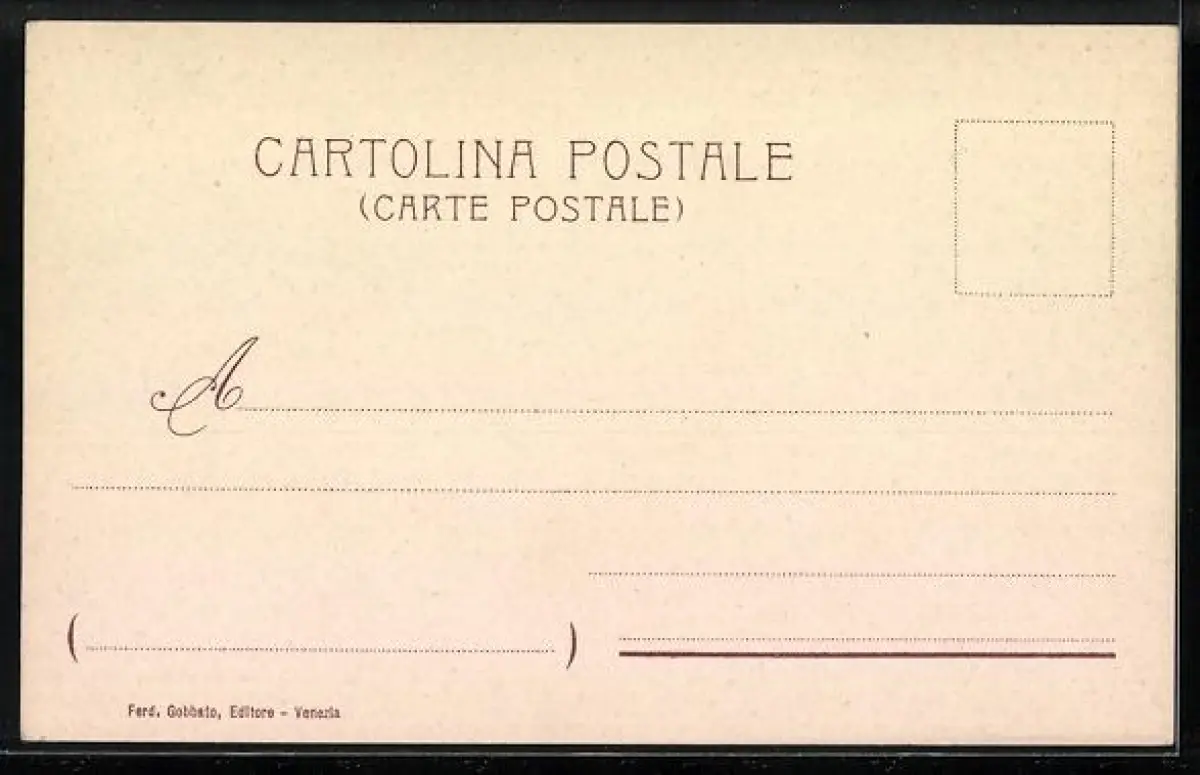 CARTOLINA POSTALE
(CARTE POSTALE)
A
( )
Ferd. Gobbato, Editore - Venezia